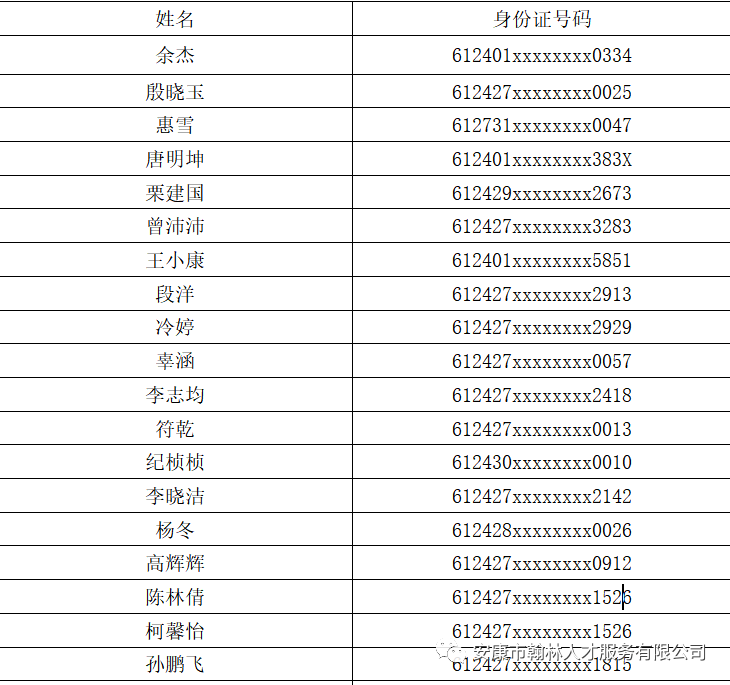 姓名 身份证号码
余杰 612401xxxxxxxx0334
殷晓玉 612427xxxxxxxx0025
惠雪 612731xxxxxxxx0047
唐明坤 612401xxxxxxxx383X
栗建国 612429xxxxxxxx2673
曾沛沛 612427xxxxxxxx3283
王小康 612401xxxxxxxx5851
段洋 612427xxxxxxxx2913
冷婷 612427xxxxxxxx2929
辜涵 612427xxxxxxxx0057
李志均 612427xxxxxxxx2418
符乾 612427xxxxxxxx0013
纪桢桢 612430xxxxxxxx0010
李晓洁 612427xxxxxxxx2142
杨冬 612428xxxxxxxx0026
高辉辉 612427xxxxxxxx0912
陈林倩 612427xxxxxxxx1526
柯馨怡 612427xxxxxxxx1526
孙鹏飞 612427xxxxxxxx1815
安康市翰林人才服务有限公司